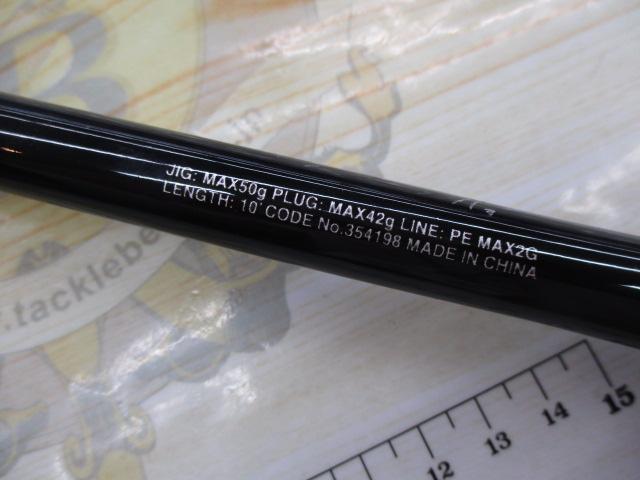 JIG: MAX50g PLUG: MAX42g LINE: PE MAX2G
LENGTH: 10' CODE No.354198 MADE IN CHINA
.tacklebe
12 13 14 15